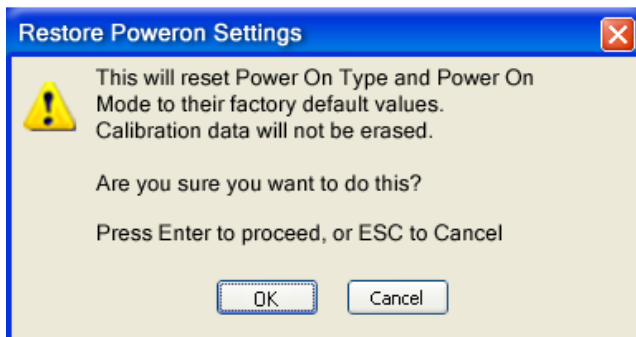 Restore Poweron Settings
This will reset Power On Type and Power On
Mode to their factory default values.
Calibration data will not be erased.
Are you sure you want to do this?
Press Enter to proceed, or ESC to Cancel
OK
Cancel